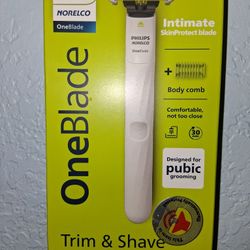 NORELCO
OneBlade
Intimate
SkinProtect blade
PHILIPS
NORELCO
OneBlade
+
Body comb
Comfortable,
not too close
OneBlade
Designed for
pubic
grooming
Trim & Shave